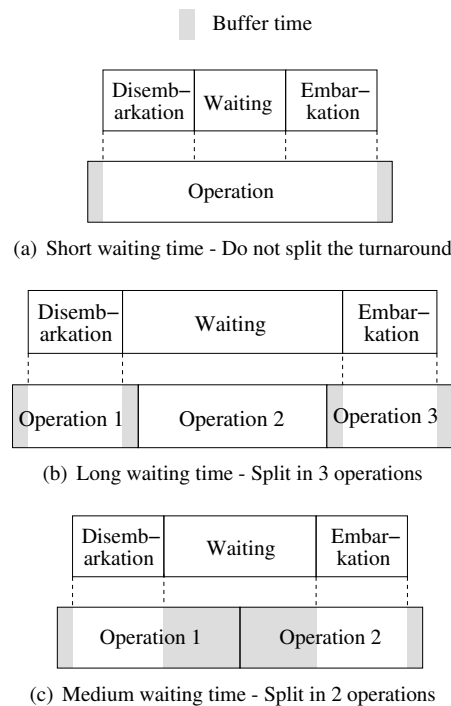 Buffer time
Disemb−
arkation
Waiting
Embar−
kation
Operation
(a) Short waiting time - Do not split the turnaround
Disemb−
arkation
Waiting
Embar−
kation
Operation 1
Operation 2
Operation 3
(b) Long waiting time - Split in 3 operations
Disemb−
arkation
Waiting
Embar−
kation
Operation 1
Operation 2
(c) Medium waiting time - Split in 2 operations